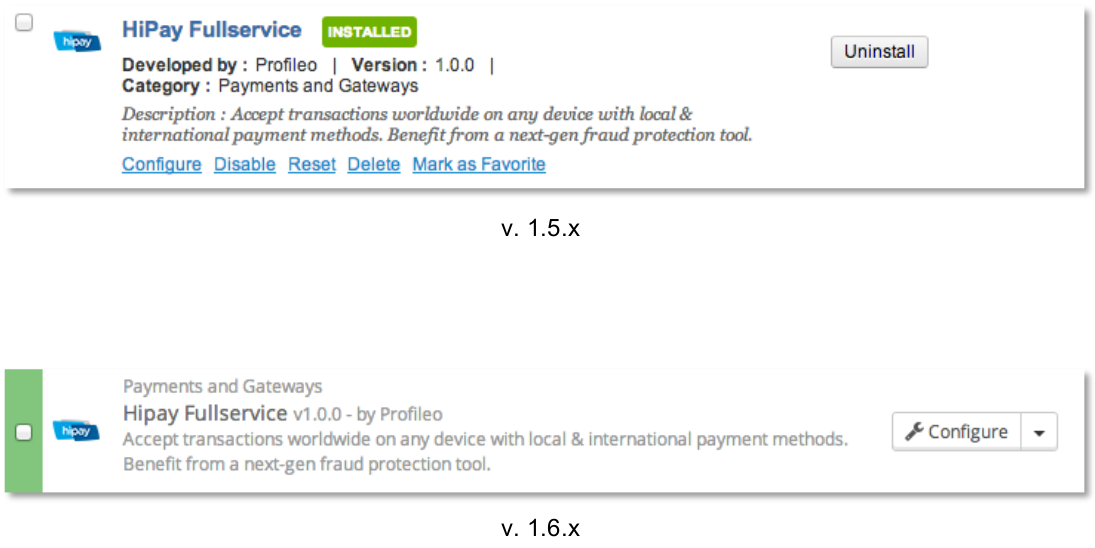 HiPay Fullservice INSTALLED
hipay
Uninstall
Developed by : Profileo | Version : 1.0.0 |
Category : Payments and Gateways
Description : Accept transactions worldwide on any device with local &
international payment methods. Benefit from a next-gen fraud protection tool.
Configure Disable Reset Delete Mark as Favorite
v. 1.5.x
Payments and Gateways
hipay
Hipay Fullservice v1.0.0 - by Profileo
Configure
Accept transactions worldwide on any device with local & international payment methods.
Benefit from a next-gen fraud protection tool.
v. 1.6.x